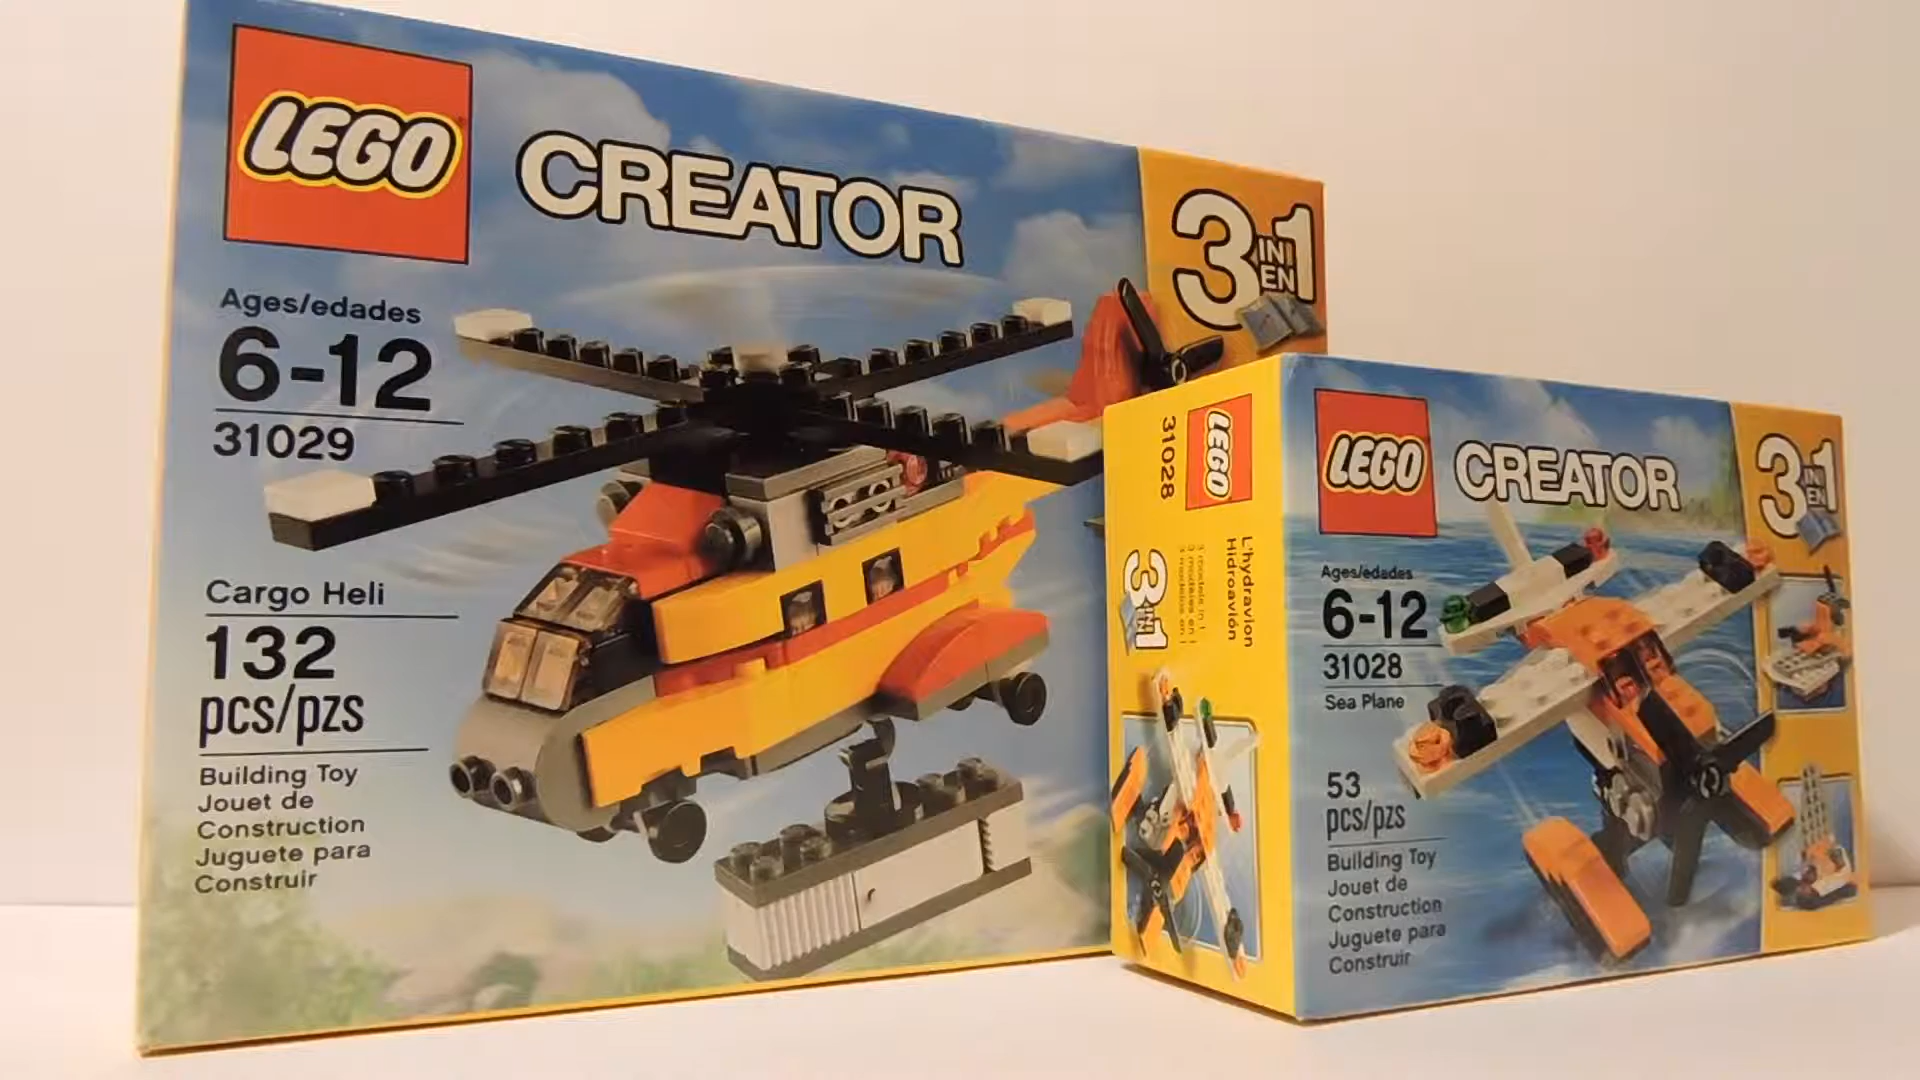 LEGO
CREATOR
3 IN EN 1
Ages/edades
6-12
31029
Cargo Heli
132
pcs/pzs
Building Toy
Jouet de
Construction
Juguete para
Construir
31028
LEGO
L'hydravion
Hidroavión
3 IN EN 1
LEGO
CREATOR
3 IN EN 1
Ages/edades
6-12
31028
Sea Plane
53
pcs/pzs
Building Toy
Jouet de
Construction
Juguete para
Construir